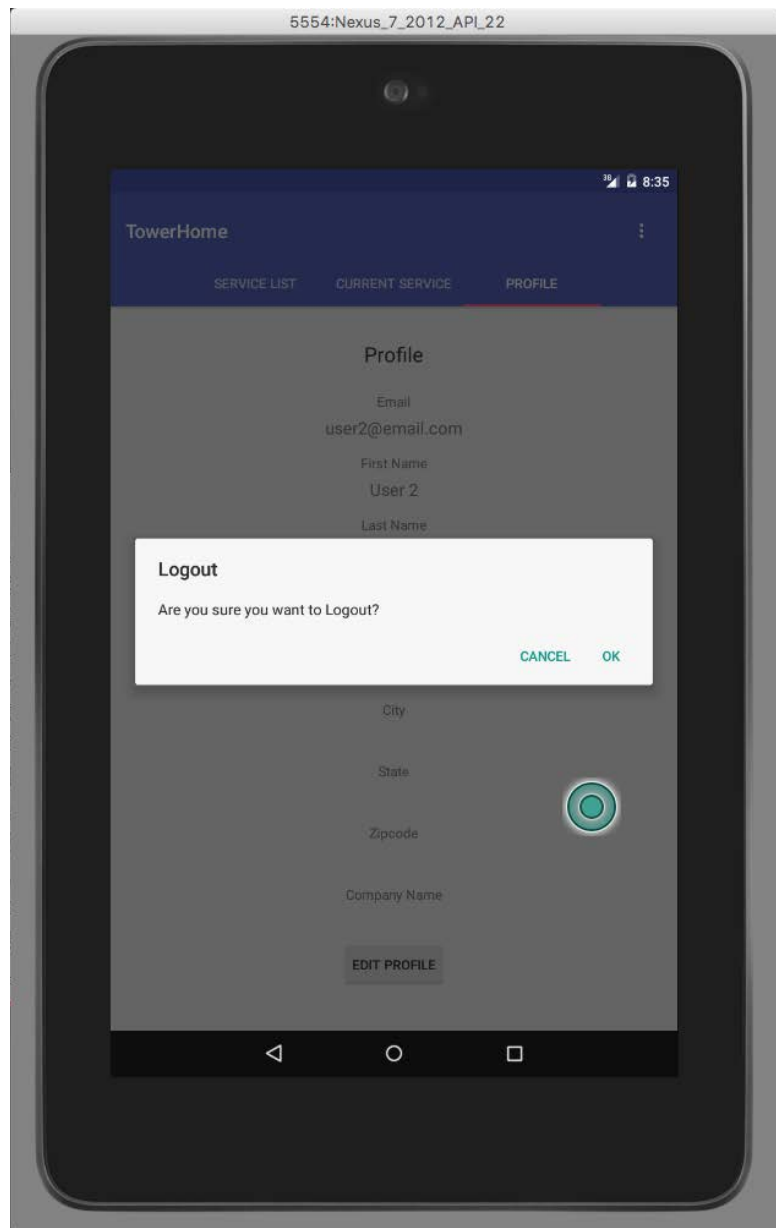 5554:Nexus_7_2012_API_22
3G 8:35
TowerHome
SERVICE LIST CURRENT SERVICE PROFILE
Profile
Email
user2@email.com
First Name
User 2
Last Name
Logout
Are you sure you want to Logout?
CANCEL OK
City
State
Zipcode
Company Name
EDIT PROFILE